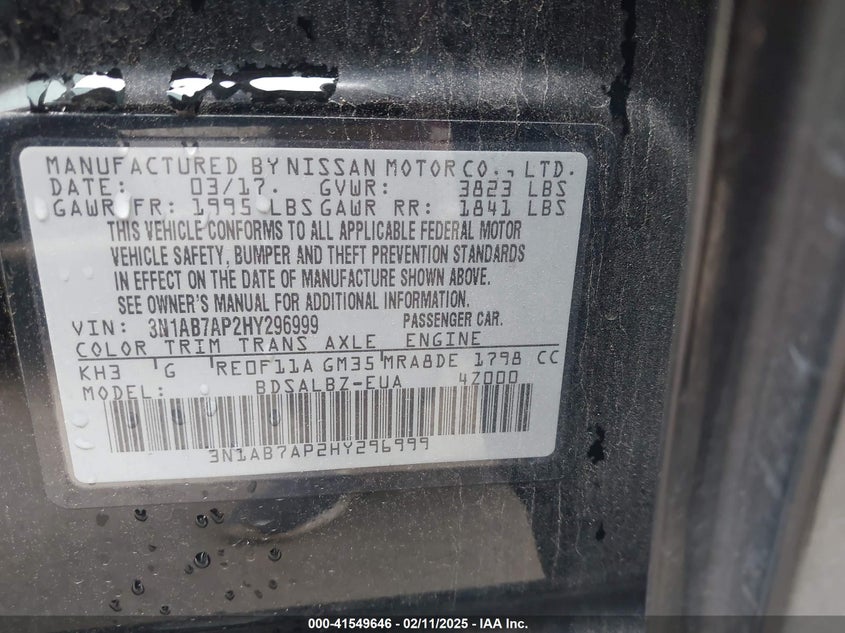 MANUFACTURED BY NISSAN MOTOR CO., LTD.
DATE: 03/17. GVWR: 3823 LBS
GAWR FR: 1995 LBS GAWR RR: 1841 LBS
THIS VEHICLE CONFORMS TO ALL APPLICABLE FEDERAL MOTOR
VEHICLE SAFETY, BUMPER AND THEFT PREVENTION STANDARDS
IN EFFECT ON THE DATE OF MANUFACTURE SHOWN ABOVE.
SEE OWNER'S MANUAL FOR ADDITIONAL INFORMATION.
VIN: 3N1AB7AP2HY296999 PASSENGER CAR.
COLOR TRIM TRANS AXLE ENGINE
KH3 G RE0F11A GM35 MRA8DE 1798 CC
MODEL: BDSALBZ-EUA 4Z000
3N1AB7AP2HY296999
000-41549646 - 02/11/2025 - IAA Inc.